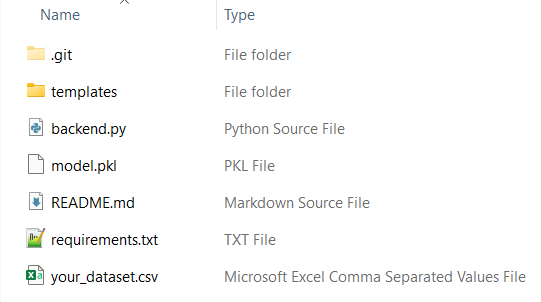 Name Type
.git File folder
templates File folder
backend.py Python Source File
model.pkl PKL File
README.md Markdown Source File
requirements.txt TXT File
your_dataset.csv Microsoft Excel Comma Separated Values File